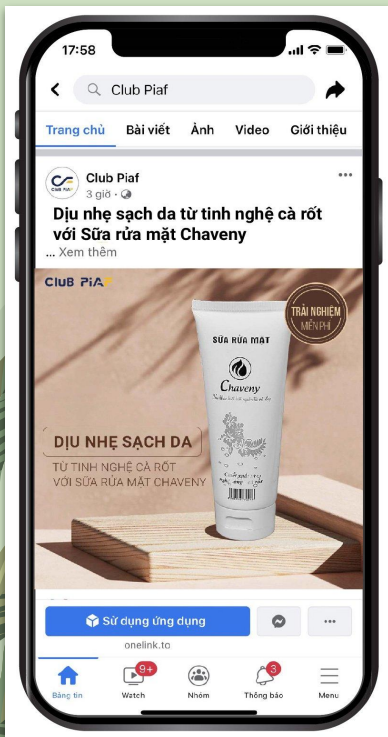 17:58
Club Piaf
Trang chủ Bài viết Ảnh Video Giới thiệu
CLUB PIAF
Club Piaf
3 giờ ·
Dịu nhẹ sạch da từ tinh nghệ cà rốt
với Sữa rửa mặt Chaveny
... Xem thêm
CluB PiAF
TRẢI NGHIỆM
MIỄN PHÍ
SỮA RỬA MẶT
Chaveny
DỊU NHẸ SẠCH DA
TỪ TINH NGHỆ CÀ RỐT
VỚI SỮA RỬA MẶT CHAVENY
Sử dụng ứng dụng
onelink.to
9+
3
Bảng tin Watch Nhóm Thông báo Menu